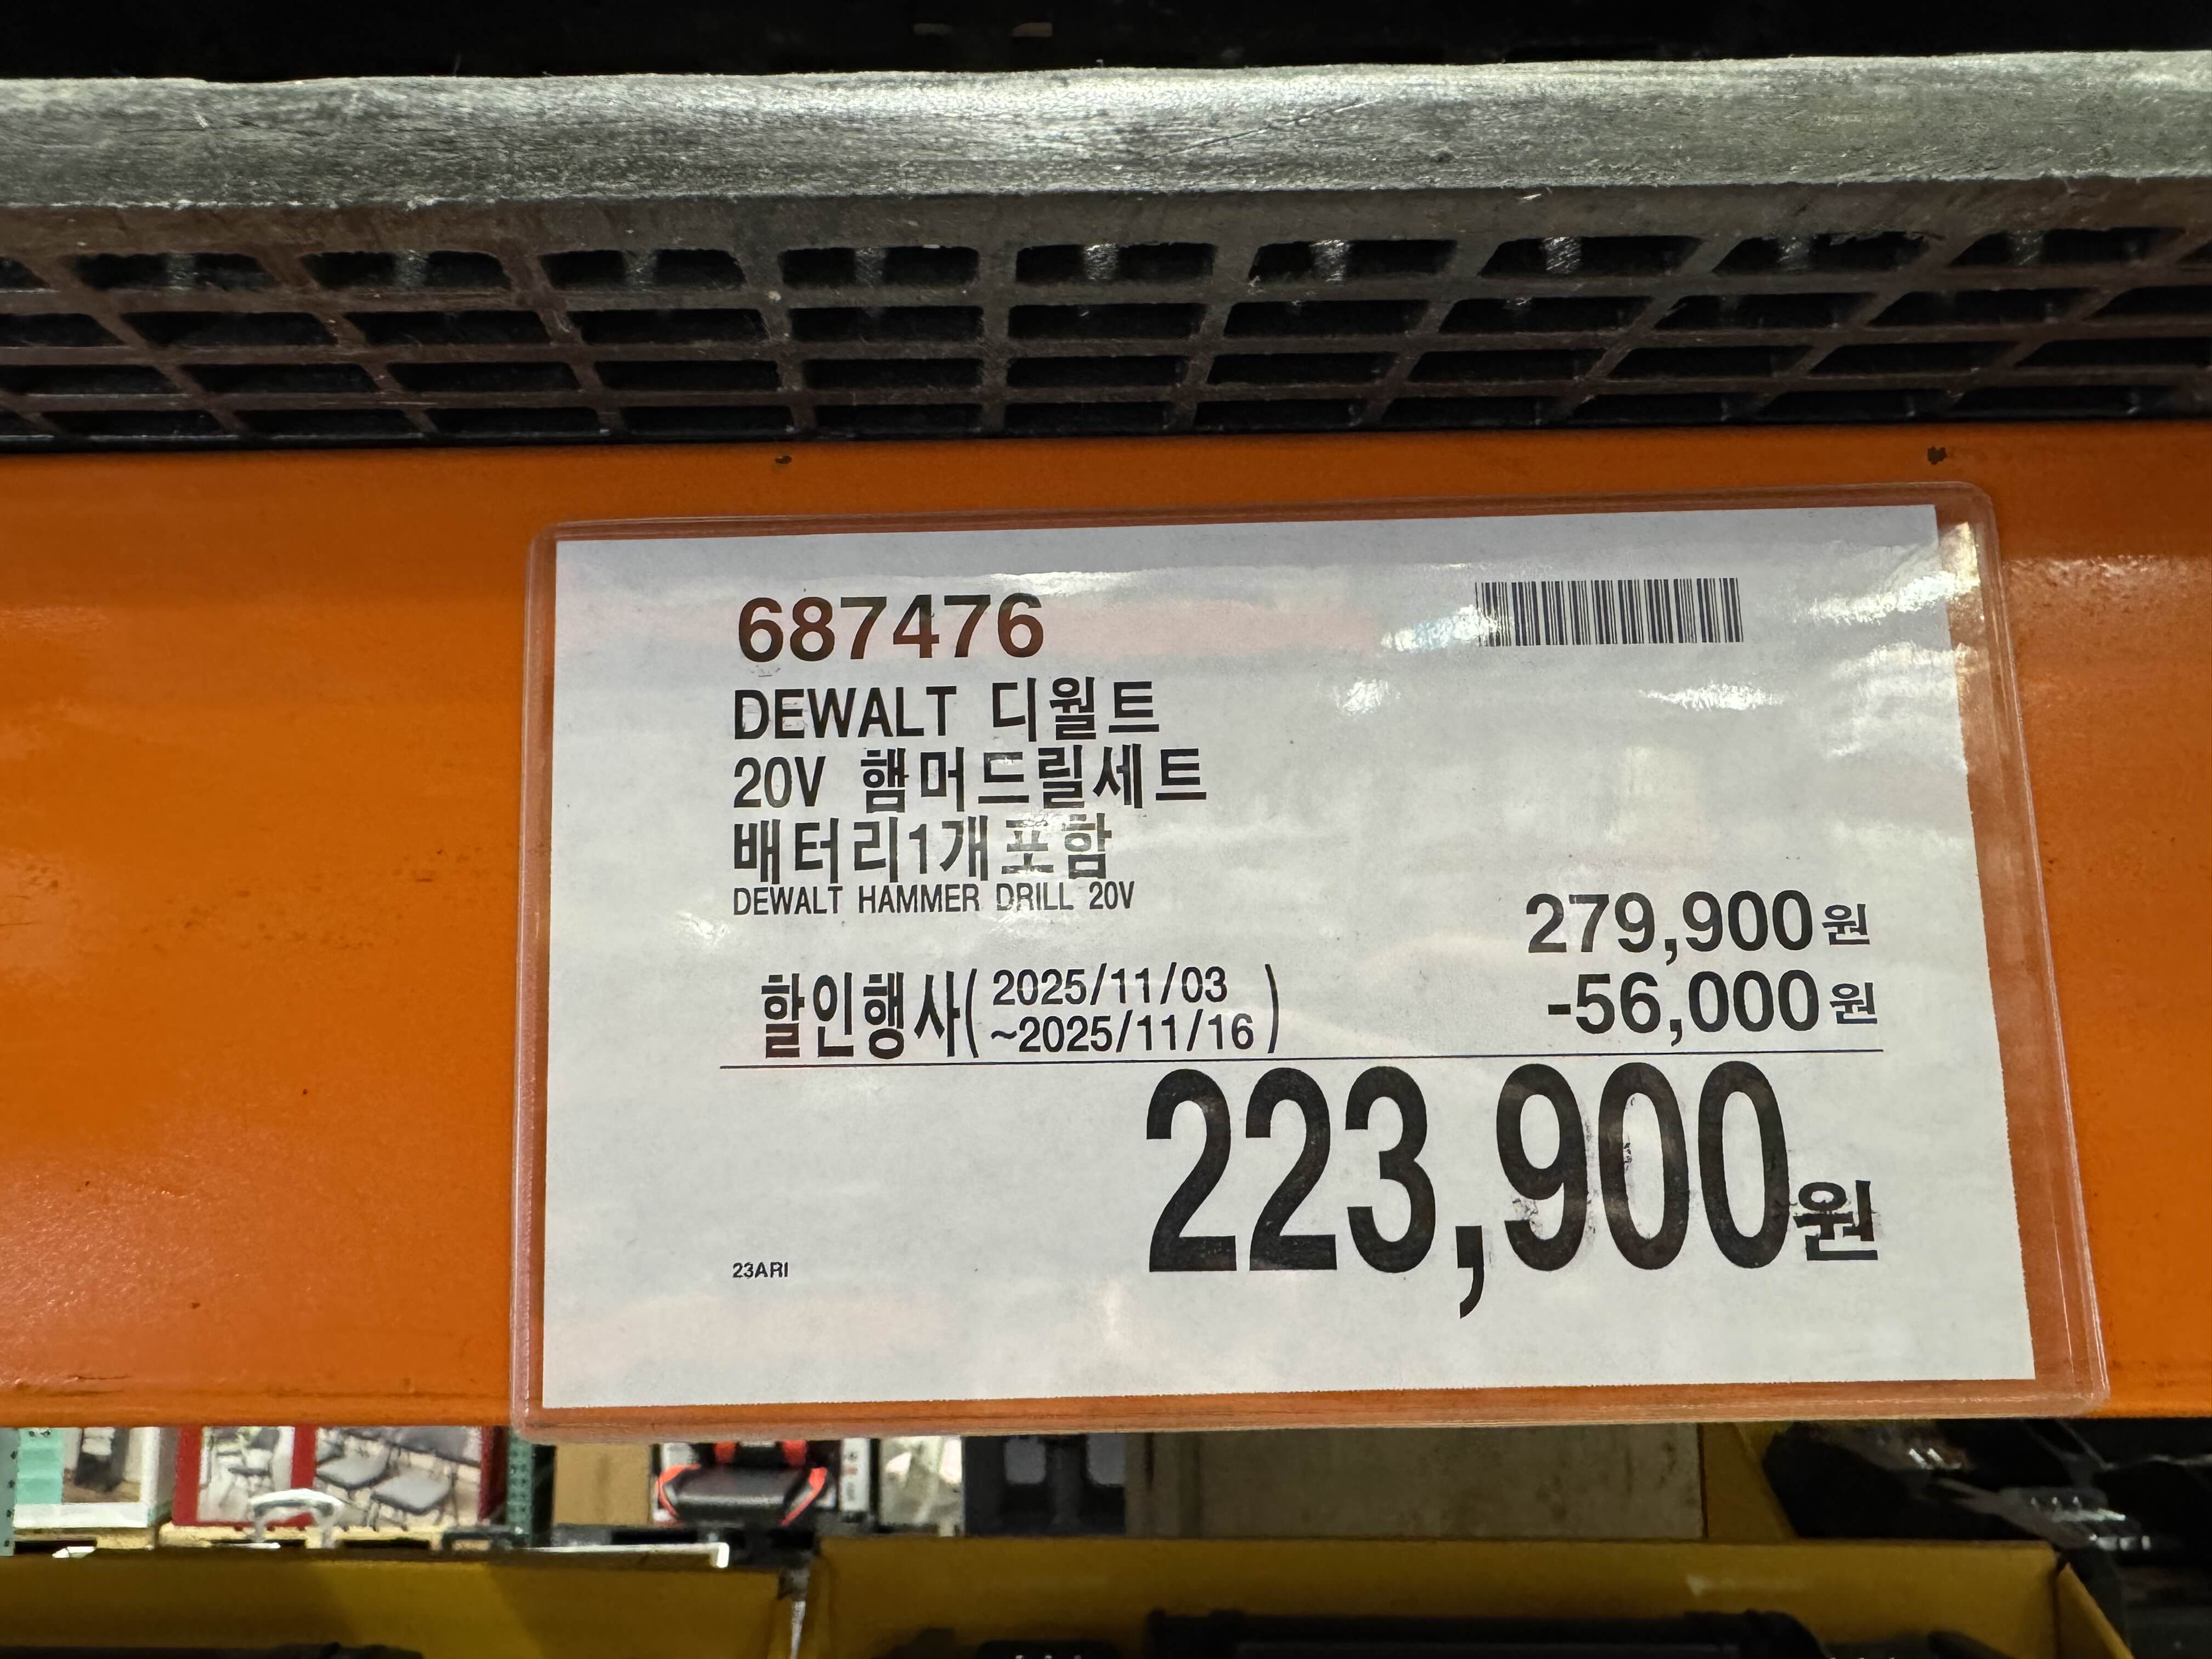 687476
DEWALT 디월트
20V 햄머드릴세트
배터리1개포함
DEWALT HAMMER DRILL 20V
279,900원
할인행사( 2025/11/03 ~2025/11/16 ) -56,000원
223,900원
23ARI